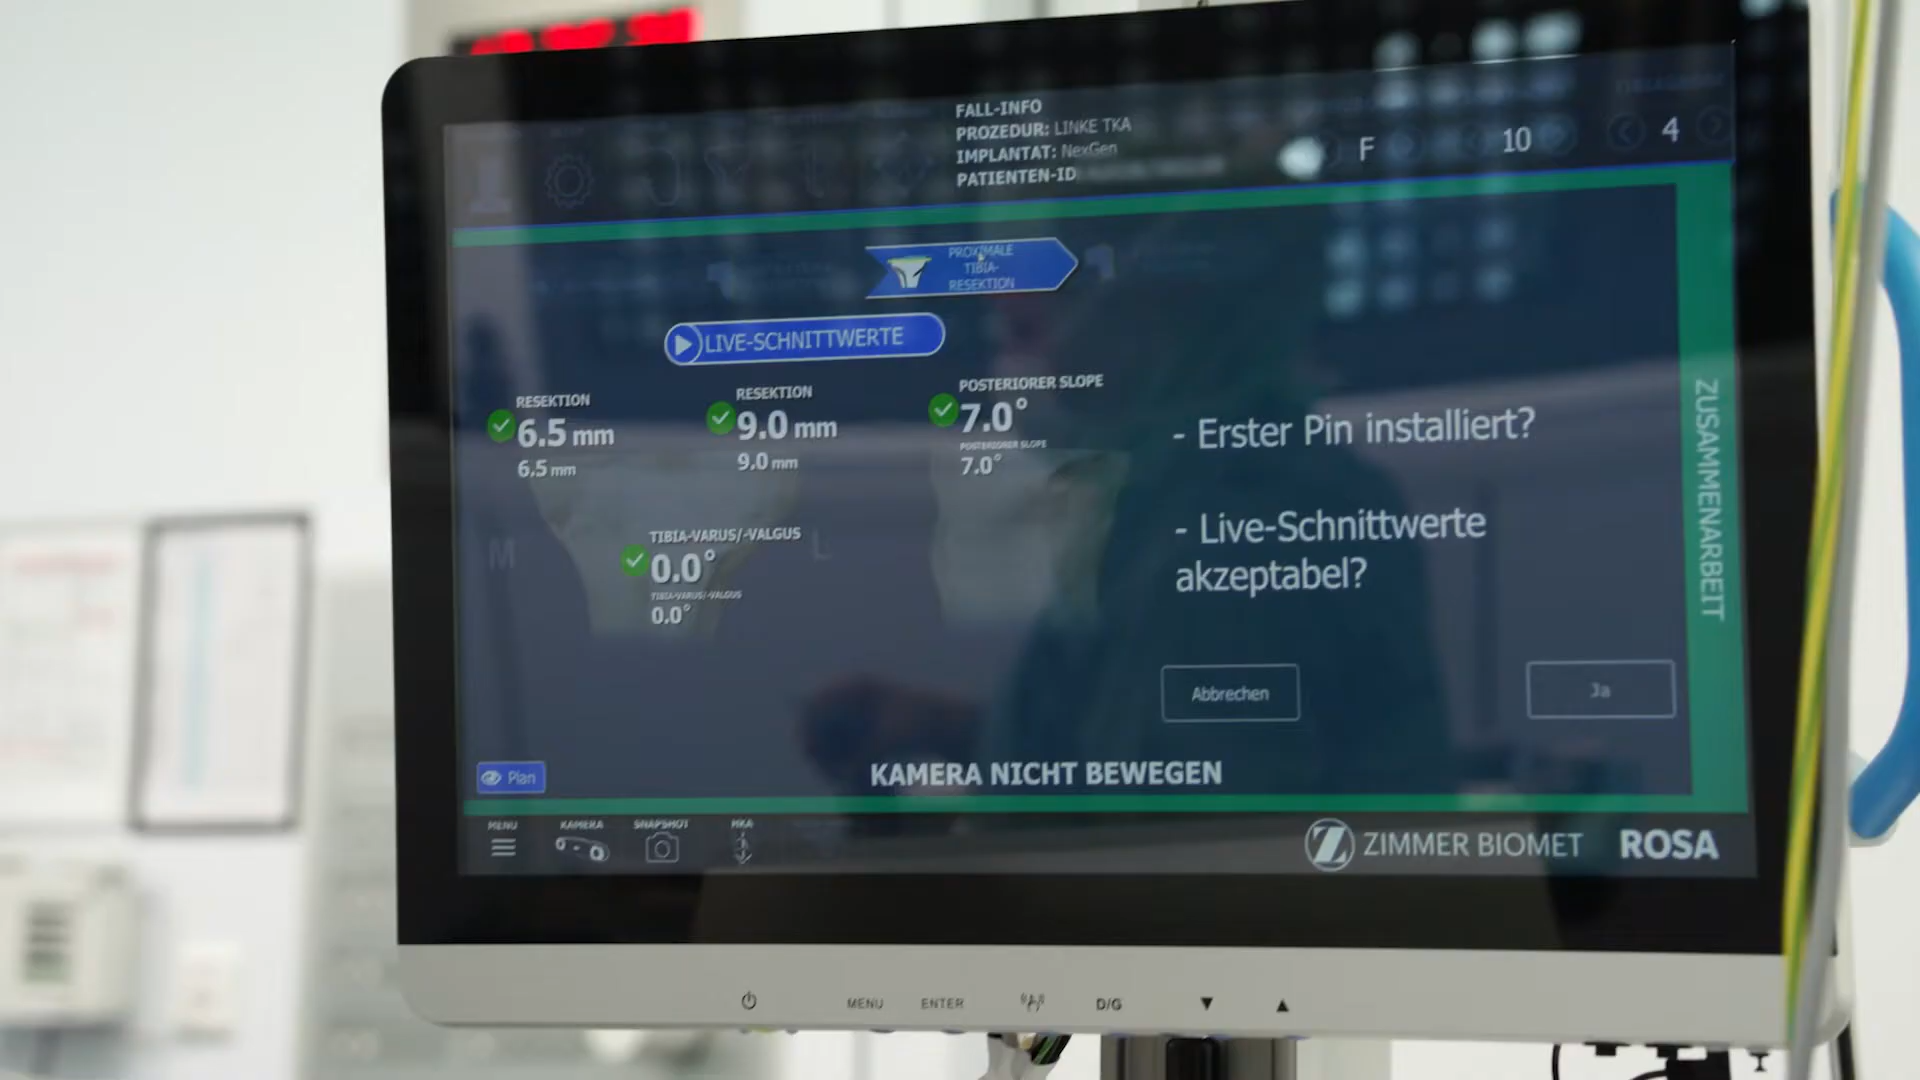 FALL-INFO
PROZEDUR: LINKE TKA
IMPLANTAT: NexGen
PATIENTEN-ID
F
10
4
PROXIMALE
TIBIA-
RESEKTION
LIVE-SCHNITTWERTE
RESEKTION
6.5 mm
6.5 mm
RESEKTION
9.0 mm
9.0 mm
POSTERIORER SLOPE
7.0°
POSTERIORER SLOPE
7.0°
M
TIBIA-VARUS/-VALGUS
0.0°
TIBIA-VARUS/-VALGUS
0.0°
L
- Erster Pin installiert?
- Live-Schnittwerte
akzeptabel?
Abbrechen
Ja
ZUSAMMENARBEIT
Plan
KAMERA NICHT BEWEGEN
MENU
KAMERA
SNAPSHOT
HKA
ZIMMER BIOMET
ROSA
MENU
ENTER
D/G